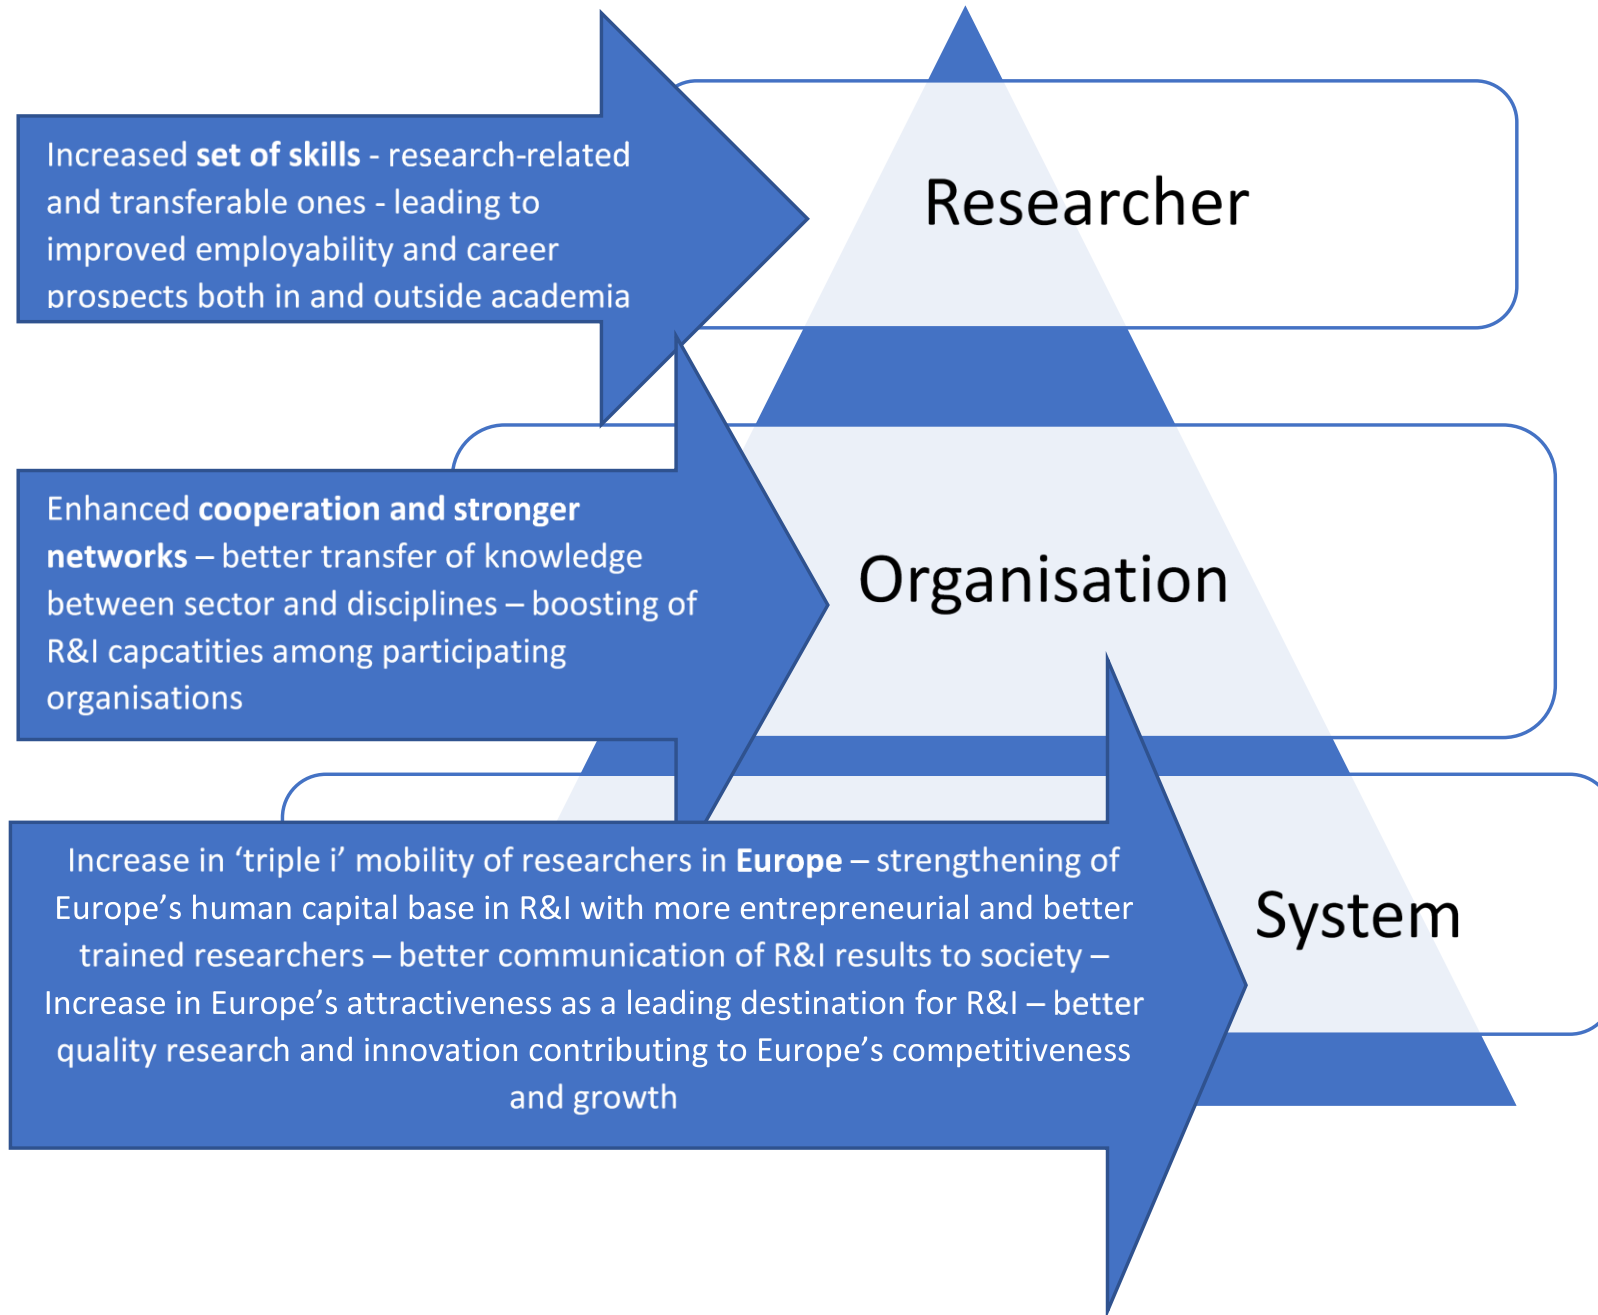 Increased set of skills - research-related
and transferable ones - leading to
improved employability and career
prospects both in and outside academia
Researcher
Enhanced cooperation and stronger
networks – better transfer of knowledge
between sector and disciplines – boosting of
R&I capcatities among participating
organisations
Organisation
Increase in ‘triple i’ mobility of researchers in Europe – strengthening of
Europe’s human capital base in R&I with more entrepreneurial and better
trained researchers – better communication of R&I results to society –
Increase in Europe’s attractiveness as a leading destination for R&I – better
quality research and innovation contributing to Europe’s competitiveness
and growth
System